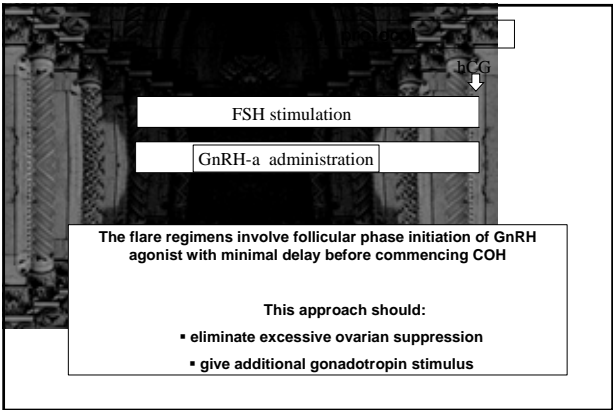 hCG
FSH stimulation
GnRH-a administration
The flare regimens involve follicular phase initiation of GnRH
agonist with minimal delay before commencing COH
This approach should:
▪ eliminate excessive ovarian suppression
▪ give additional gonadotropin stimulus